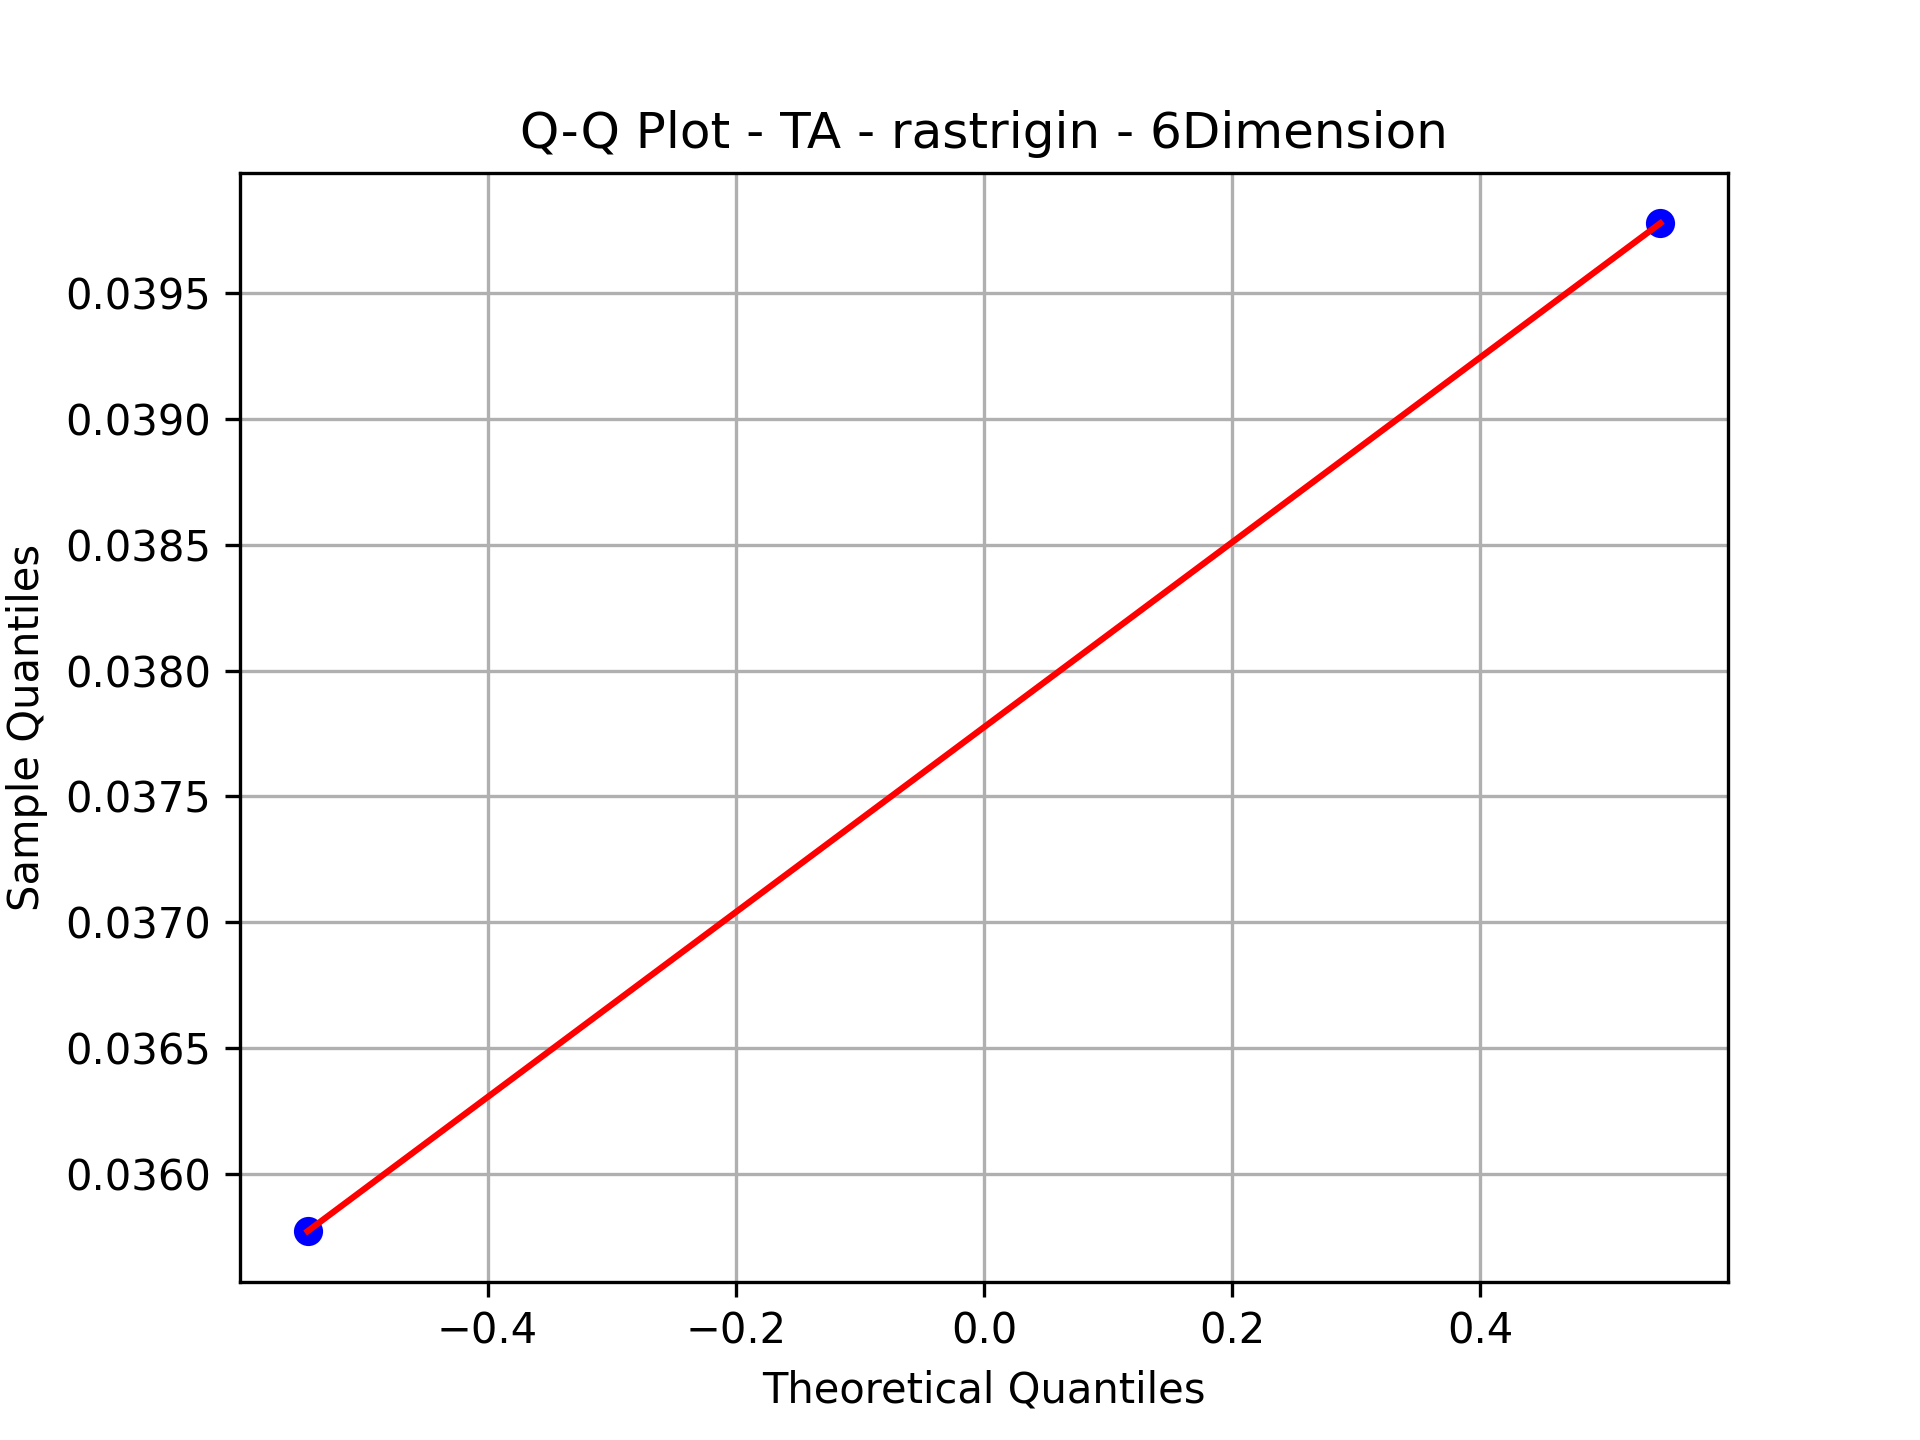 Q-Q Plot - TA - rastrigin - 6Dimension
Sample Quantiles
0.0395
0.0390
0.0385
0.0380
0.0375
0.0370
0.0365
0.0360
−0.4 −0.2 0.0 0.2 0.4
Theoretical Quantiles